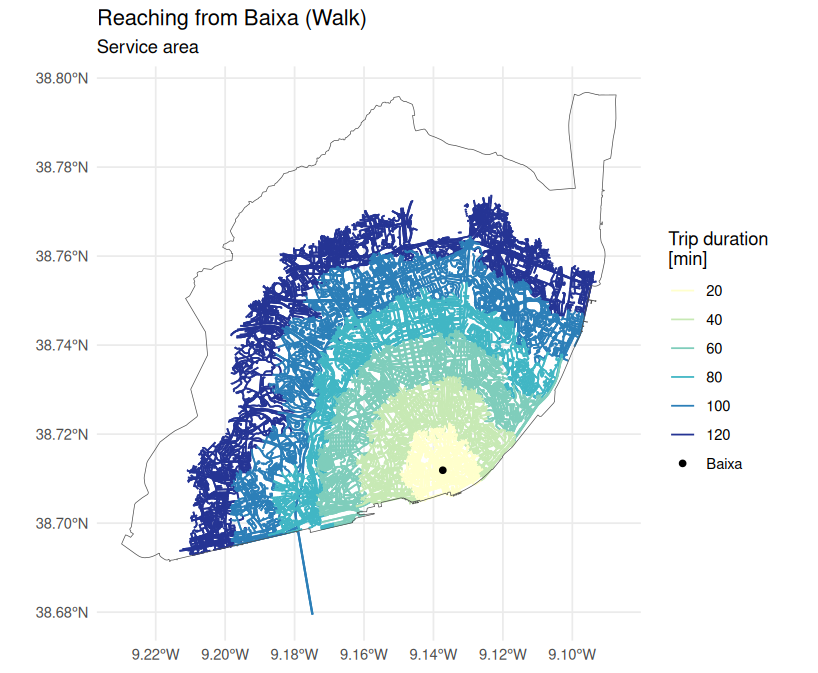 Reaching from Baixa (Walk)
Service area
38.80°N
38.78°N
38.76°N
38.74°N
38.72°N
38.70°N
38.68°N
9.22°W 9.20°W 9.18°W 9.16°W 9.14°W 9.12°W 9.10°W
Trip duration
[min]
20
40
60
80
100
120
Baixa